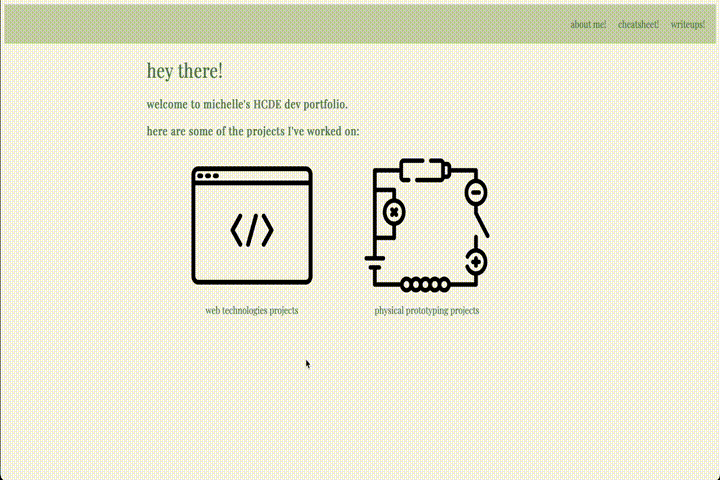 about me! cheatsheet! writeups!
hey there!
welcome to michelle's HCDE dev portfolio.
here are some of the projects I've worked on:
</>
web technologies projects physical prototyping projects